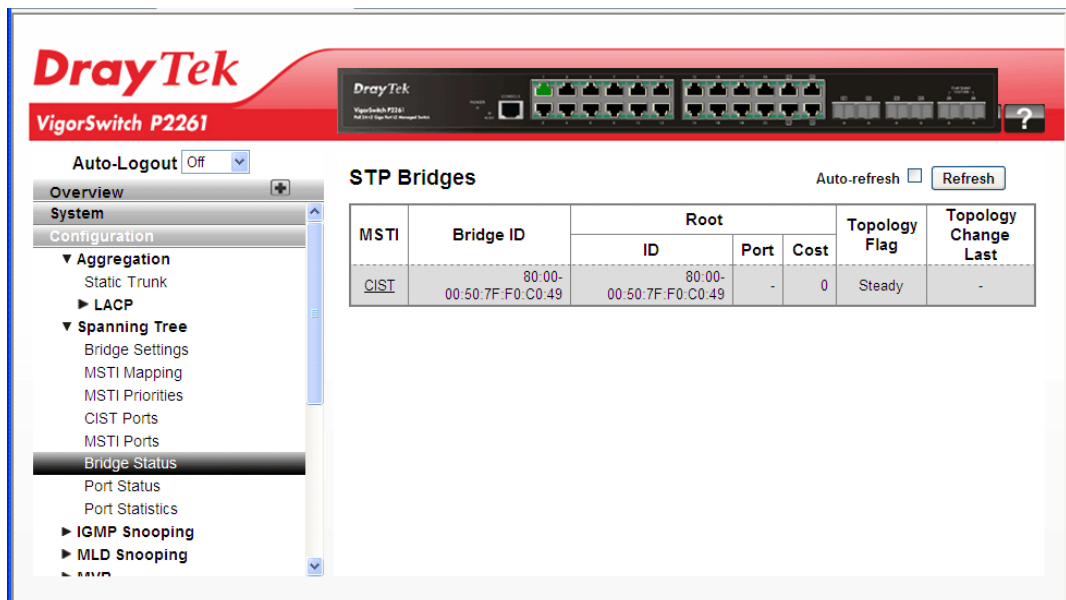 DrayTek
VigorSwitch P2261
DrayTek
VigorSwitch P2261
?
Auto-Logout Off
Overview
System
Configuration
▼ Aggregation
Static Trunk
► LACP
▼ Spanning Tree
Bridge Settings
MSTI Mapping
MSTI Priorities
CIST Ports
MSTI Ports
Bridge Status
Port Status
Port Statistics
► IGMP Snooping
► MLD Snooping
STP Bridges
Auto-refresh Refresh
MSTI Bridge ID Root Topology Flag Topology Change Last
ID Port Cost
CIST 80:00-00:50:7F:F0:C0:49 80:00-00:50:7F:F0:C0:49 - 0 Steady -